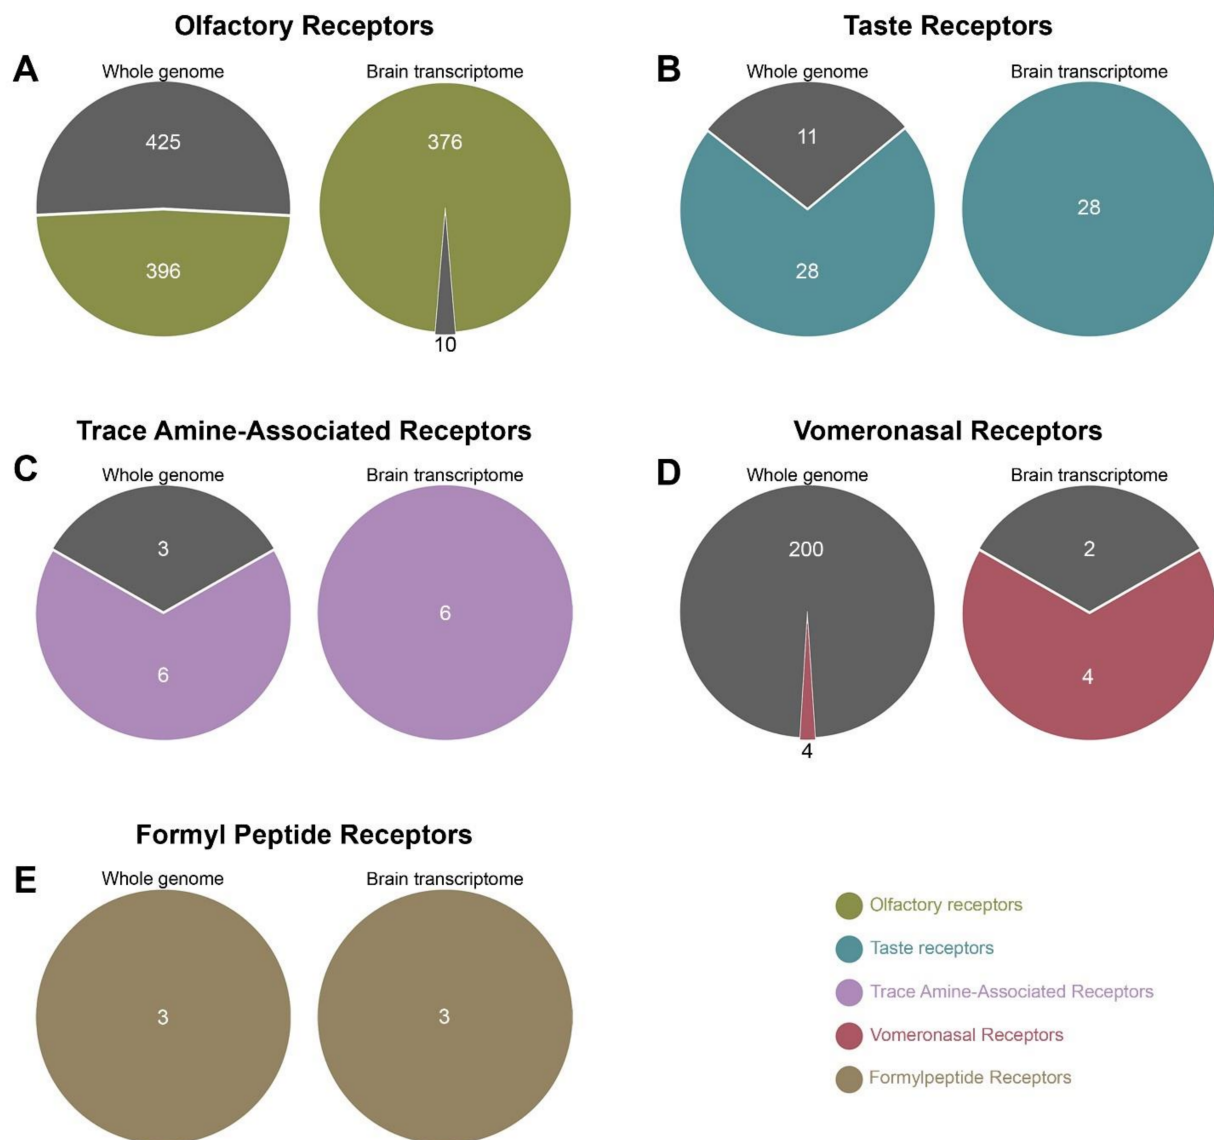 Olfactory Receptors
A
Whole genome
Brain transcriptome
425
396
376
10
Taste Receptors
B
Whole genome
Brain transcriptome
11
28
28
Trace Amine-Associated Receptors
C
Whole genome
Brain transcriptome
3
6
6
Vomeronasal Receptors
D
Whole genome
Brain transcriptome
200
4
2
4
Formyl Peptide Receptors
E
Whole genome
Brain transcriptome
3
3
Olfactory receptors
Taste receptors
Trace Amine-Associated Receptors
Vomeronasal Receptors
Formylpeptide Receptors